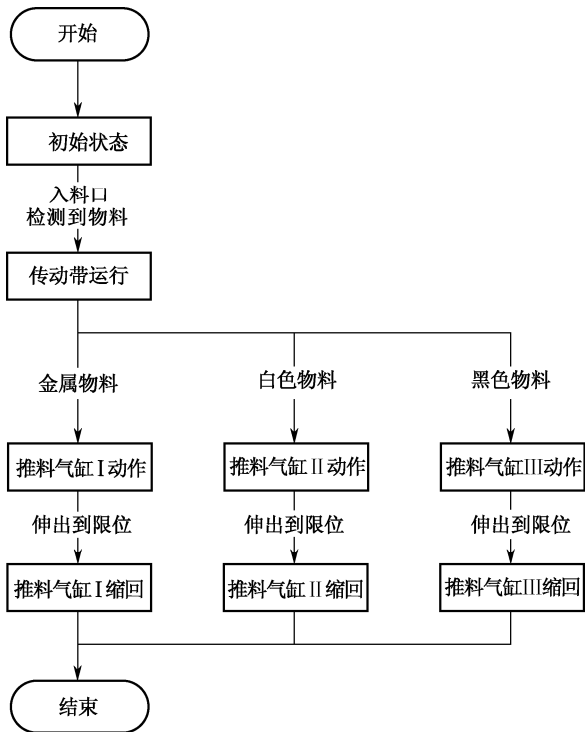 开始
初始状态
入料口
检测到物料
传动带运行
金属物料
白色物料
黑色物料
推料气缸Ⅰ动作
推料气缸Ⅱ动作
推料气缸Ⅲ动作
伸出到限位
伸出到限位
伸出到限位
推料气缸Ⅰ缩回
推料气缸Ⅱ缩回
推料气缸Ⅲ缩回
结束